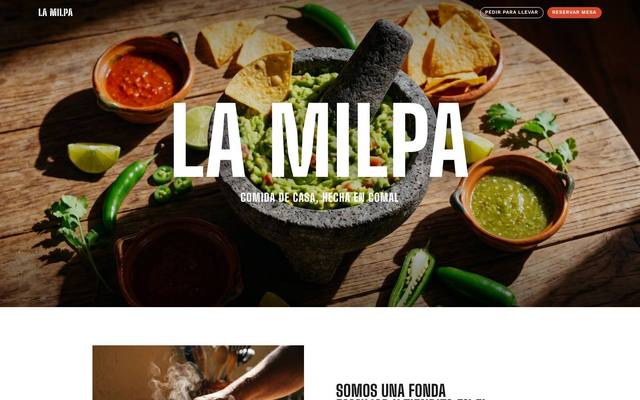 LA MILPA
PEDIR PARA LLEVAR
RESERVAR MESA
LA MILPA
COMIDA DE CASA, HECHA EN COMAL
SOMOS UNA FONDA